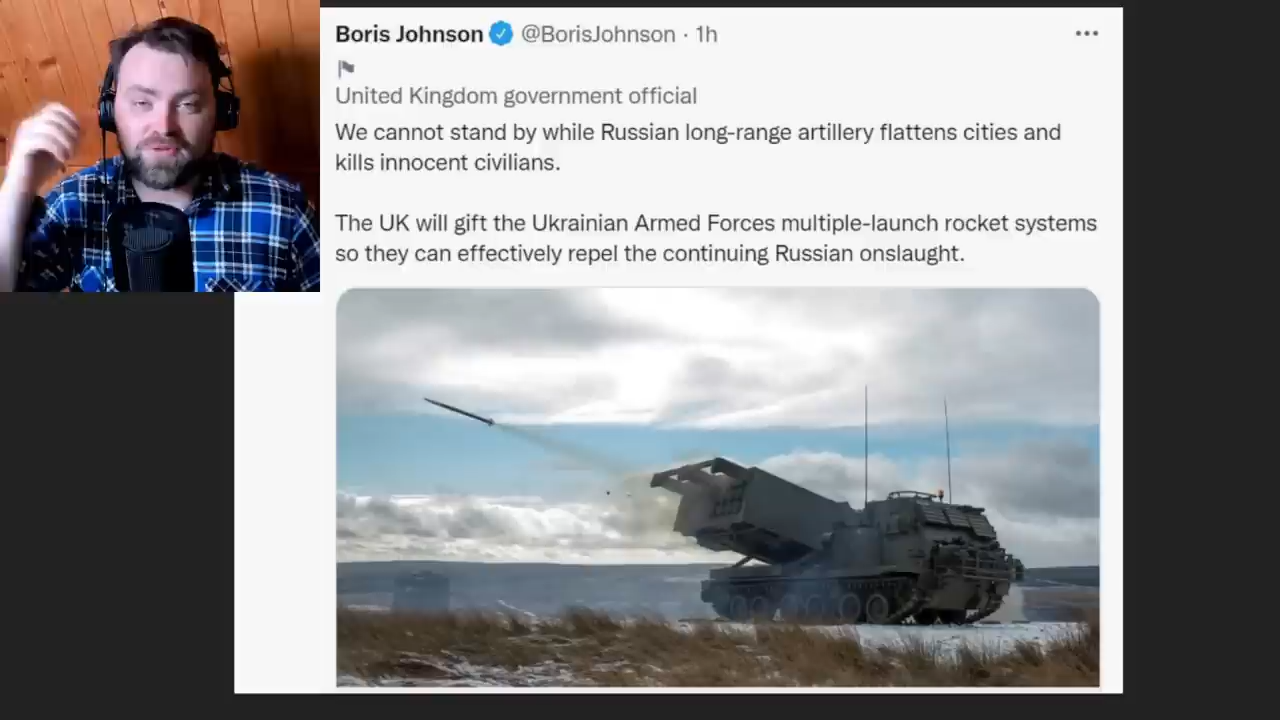 Boris Johnson @BorisJohnson · 1h
United Kingdom government official
We cannot stand by while Russian long-range artillery flattens cities and
kills innocent civilians.
The UK will gift the Ukrainian Armed Forces multiple-launch rocket systems
so they can effectively repel the continuing Russian onslaught.